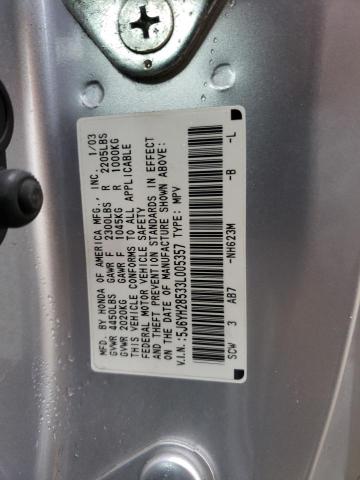 MFD. BY HONDA OF AMERICA MFG., INC. 1/03
GVWR 4450LBS GAWR F 2300LBS R 2205LBS
GVWR 2020KG GAWR F 1045KG R 1000KG
THIS VEHICLE CONFORMS TO ALL APPLICABLE
FEDERAL MOTOR VEHICLE SAFETY BUMPER,
AND THEFT PREVENTION STANDARDS IN EFFECT
ON THE DATE OF MANUFACTURE SHOWN ABOVE.
V.I.N.: 5J6YH28533L005357 TYPE: MPV
SCW 3 AB7 -NH623M -B -L